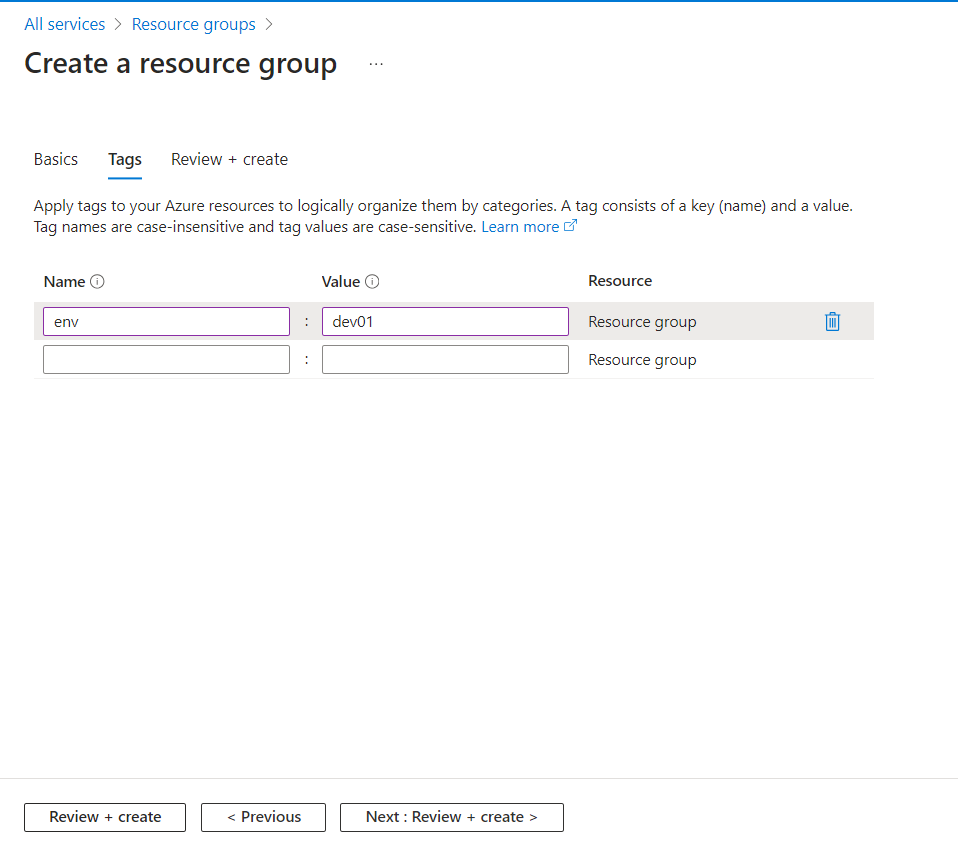 All services > Resource groups >
Create a resource group ...
Basics Tags Review + create
Apply tags to your Azure resources to logically organize them by categories. A tag consists of a key (name) and a value.
Tag names are case-insensitive and tag values are case-sensitive. Learn more
Name Value Resource
env : dev01 Resource group
: Resource group
Review + create < Previous Next : Review + create >